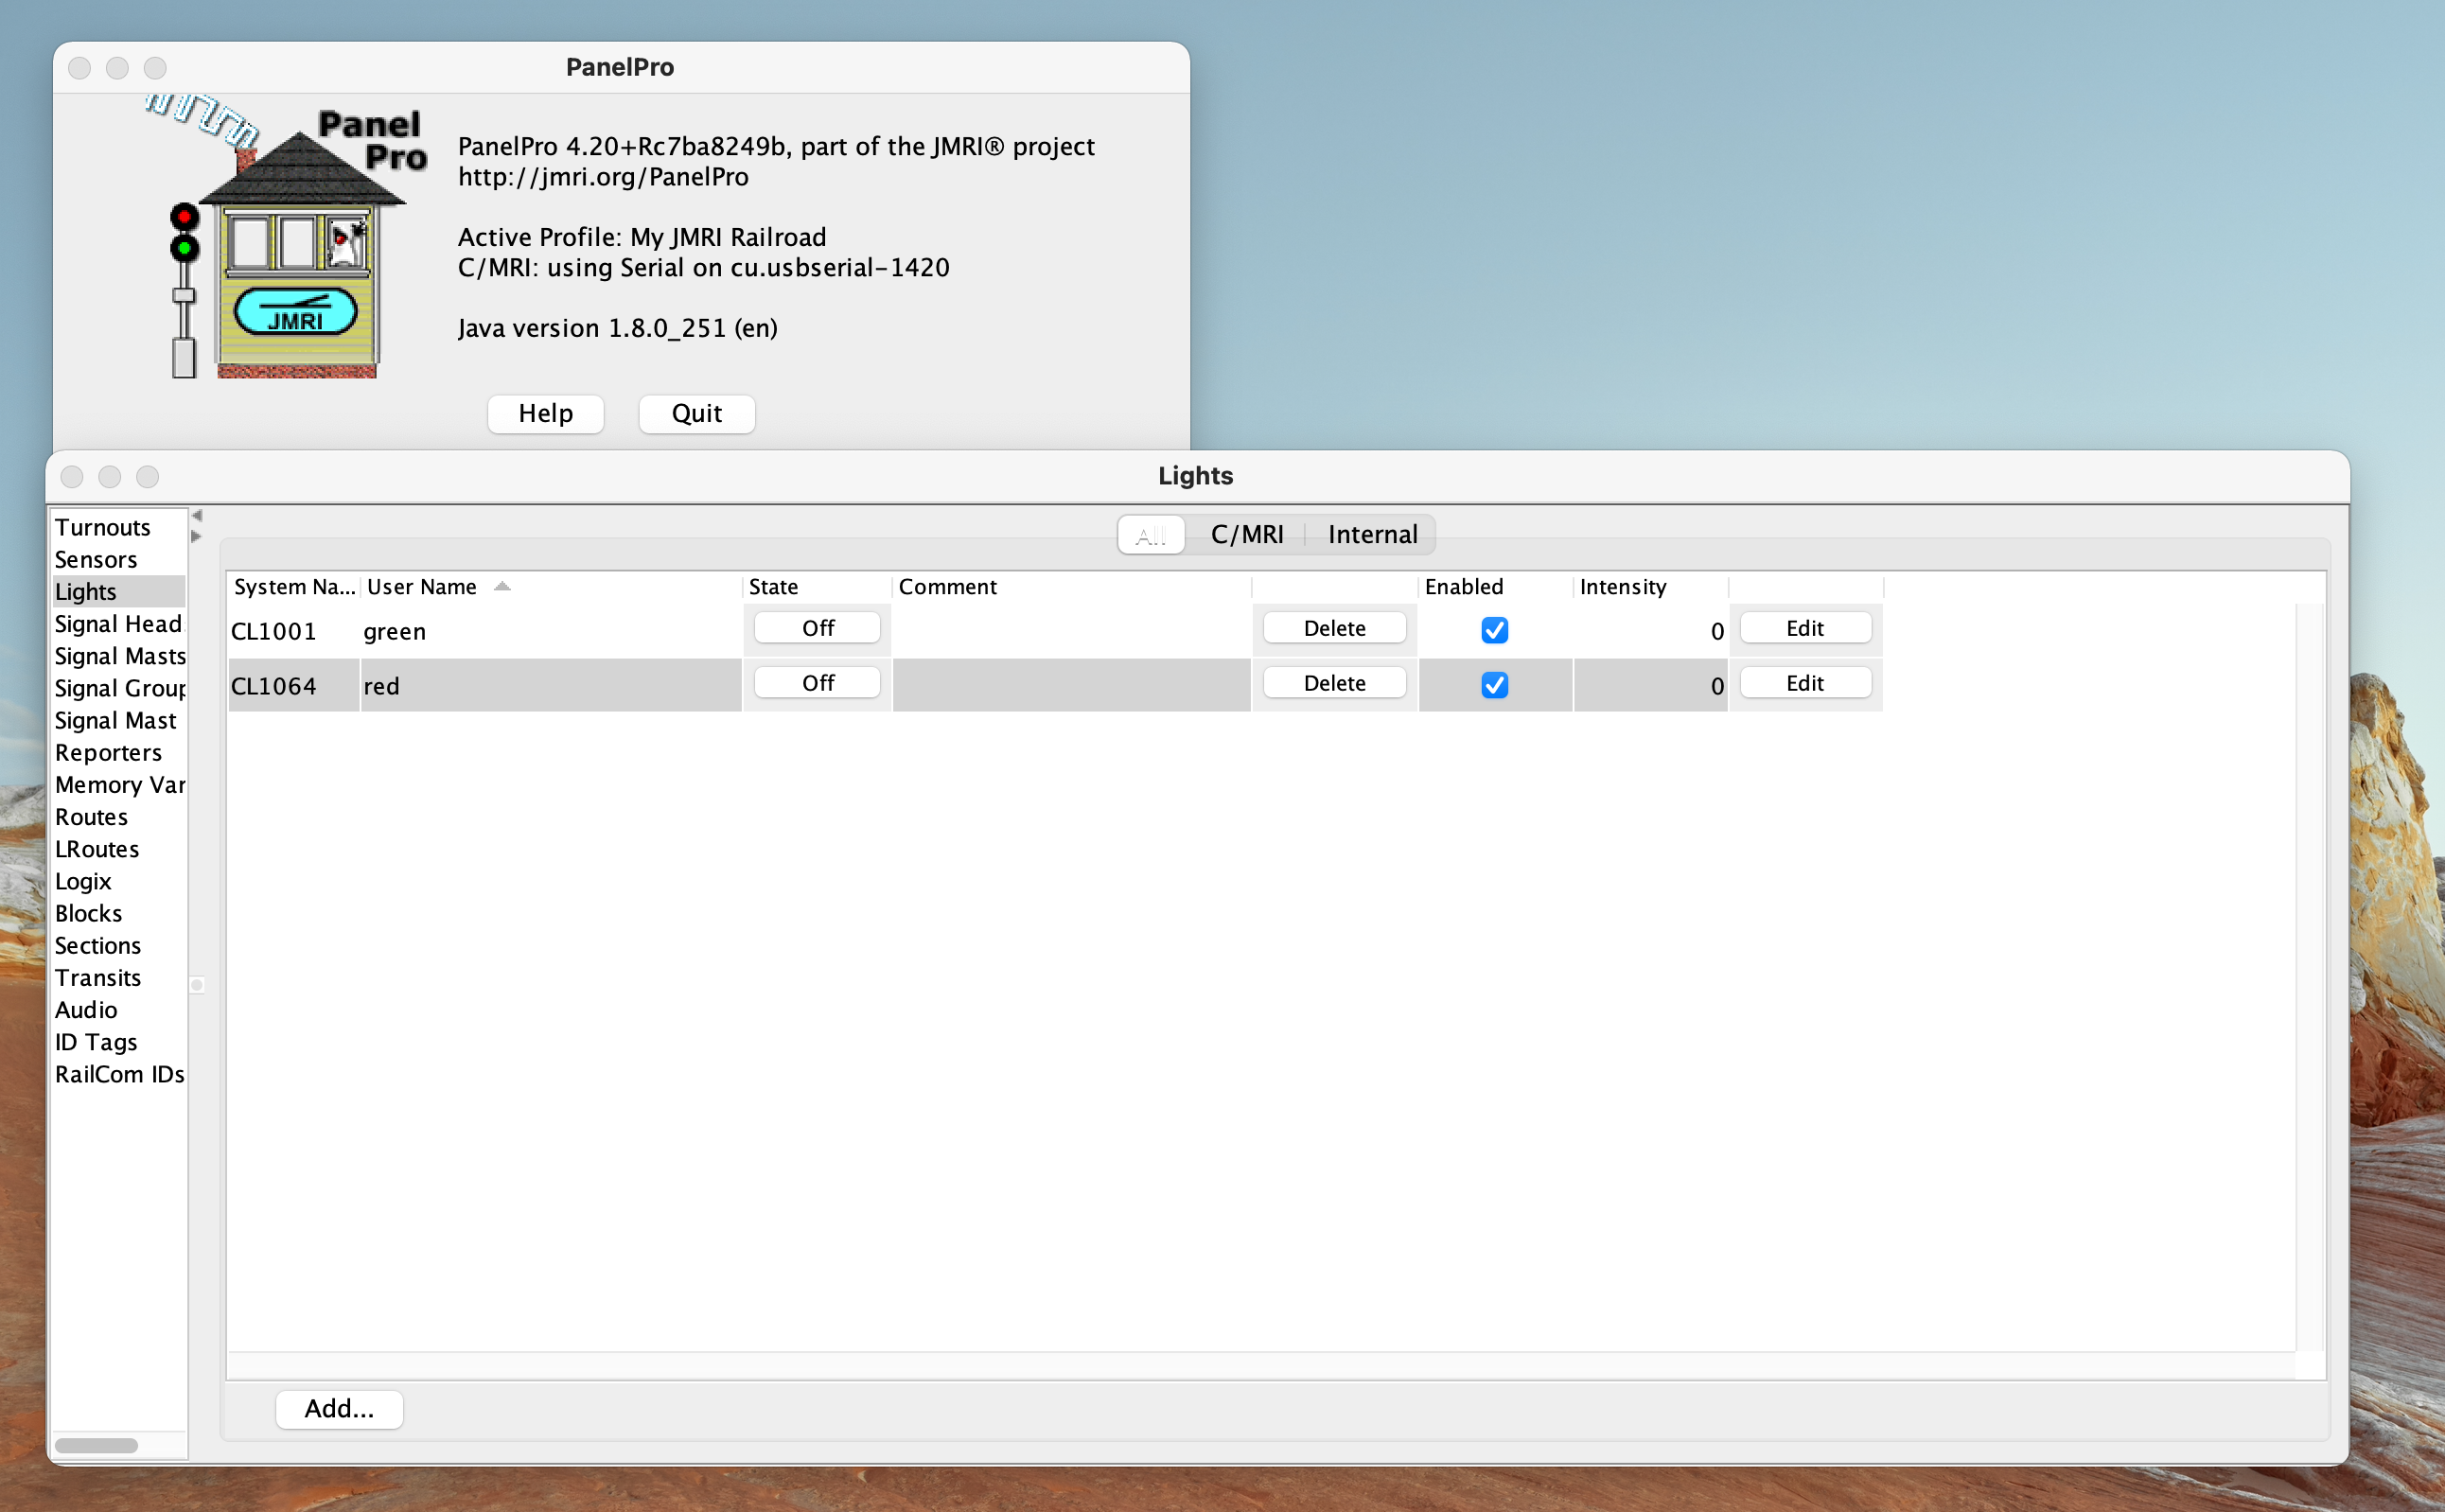 PanelPro
Panel
Pro
PanelPro 4.20+Rc7ba8249b, part of the JMRI® project
http://jmri.org/PanelPro
Active Profile: My JMRI Railroad
C/MRI: using Serial on cu.usbserial-1420
JMRI
Java version 1.8.0_251 (en)
Help Quit
Lights
Turnouts
Sensors
Lights
Signal Head
Signal Masts
Signal Group
Signal Mast
Reporters
Memory Var
Routes
LRoutes
Logix
Blocks
Sections
Transits
Audio
ID Tags
RailCom IDs
All C/MRI Internal
System Na... User Name State Comment Enabled Intensity
CL1001 green Off Delete 0 Edit
CL1064 red Off Delete 0 Edit
Add...